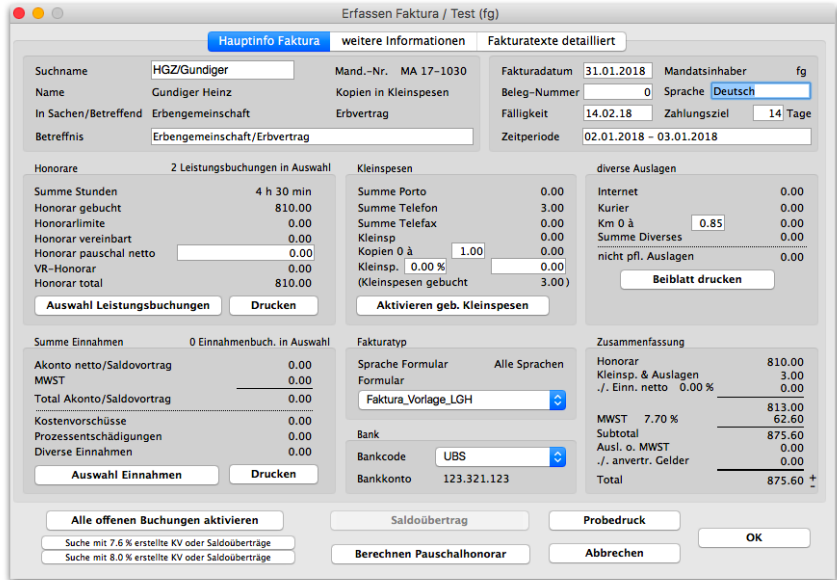 Erfassen Faktura / Test (fg)
Hauptinfo Faktura weitere Informationen Fakturatexte detailliert
Suchname HGZ/Gundiger Mand.-Nr. MA 17-1030
Name Gundiger Heinz Kopien in Kleinspesen
In Sachen/Betreffend Erbengemeinschaft Erbvertrag
Betreffnis Erbengemeinschaft/Erbvertrag
Fakturadatum 31.01.2018 Mandatsinhaber fg
Beleg-Nummer 0 Sprache Deutsch
Fälligkeit 14.02.18 Zahlungsziel 14 Tage
Zeitperiode 02.01.2018 - 03.01.2018
Honorare 2 Leistungsbuchungen in Auswahl
Summe Stunden 4 h 30 min
Honorar gebucht 810.00
Honorarlimite 0.00
Honorar vereinbart 0.00
Honorar pauschal netto 0.00
VR-Honorar 0.00
Honorar total 810.00
Auswahl Leistungsbuchungen Drucken
Kleinspesen
Summe Porto 0.00
Summe Telefon 3.00
Summe Telefax 0.00
Kleinsp 0.00
Kopien 0 à 1.00 0.00
Kleinsp. 0.00 % 0.00
(Kleinspesen gebucht 3.00)
Aktivieren geb. Kleinspesen
diverse Auslagen
Internet 0.00
Kurier 0.00
Km 0 à 0.85 0.00
Summe Diverses 0.00
nicht pfl. Auslagen 0.00
Beiblatt drucken
Summe Einnahmen 0 Einnahmenbuch. in Auswahl
Akonto netto/Saldovortrag 0.00
MWST 0.00
Total Akonto/Saldovortrag 0.00
Kostenvorschüsse 0.00
Prozessentschädigungen 0.00
Diverse Einnahmen 0.00
Auswahl Einnahmen Drucken
Fakturatyp
Sprache Formular Alle Sprachen
Formular
Faktura_Vorlage_LGH
Bank
Bankcode UBS
Bankkonto 123.321.123
Zusammenfassung
Honorar 810.00
Kleinsp. & Auslagen 3.00
./. Einn. netto 0.00 % 0.00
813.00
MWST 7.70 % 62.60
Subtotal 875.60
Ausl. o. MWST 0.00
./. anvertr. Gelder 0.00
Total 875.60 + -
Alle offenen Buchungen aktivieren Saldoübertrag Probedruck
Suche mit 7.6 % erstellte KV oder Saldoüberträge OK
Suche mit 8.0 % erstellte KV oder Saldoüberträge Berechnen Pauschalhonorar Abbrechen